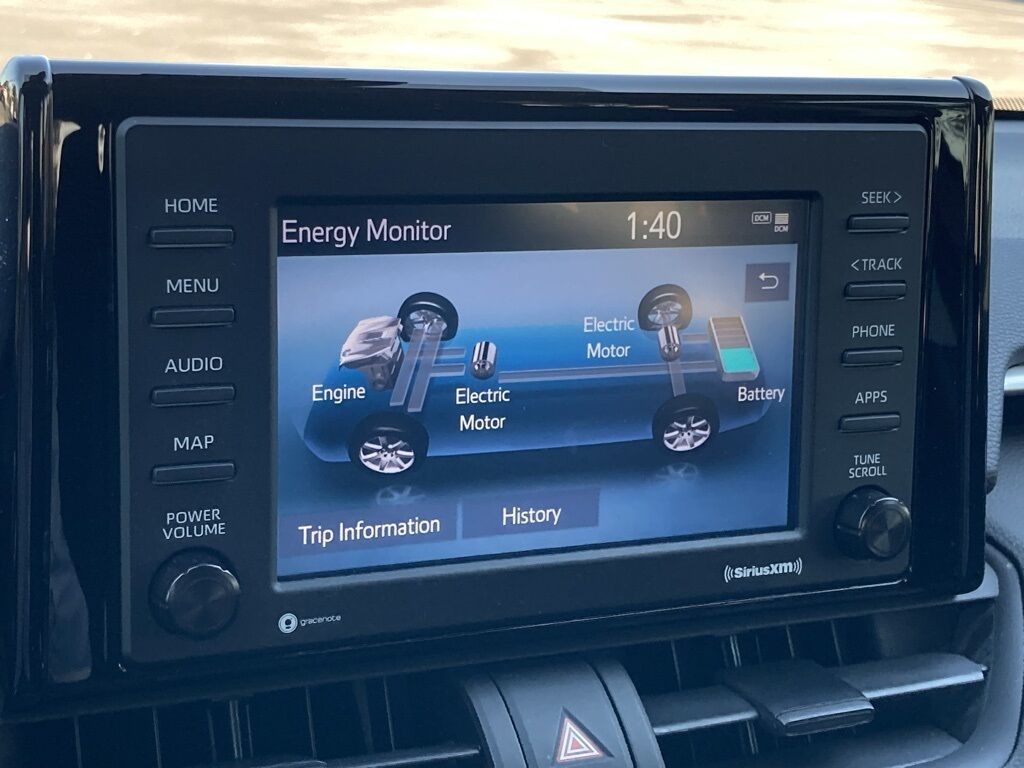 HOME
MENU
AUDIO
MAP
POWER
VOLUME
Energy Monitor
1:40
DCM
DCM
Engine
Electric
Motor
Electric
Motor
Battery
Trip Information
History
SEEK >
< TRACK
PHONE
APPS
TUNE
SCROLL
gracenote
((SiriusXM))